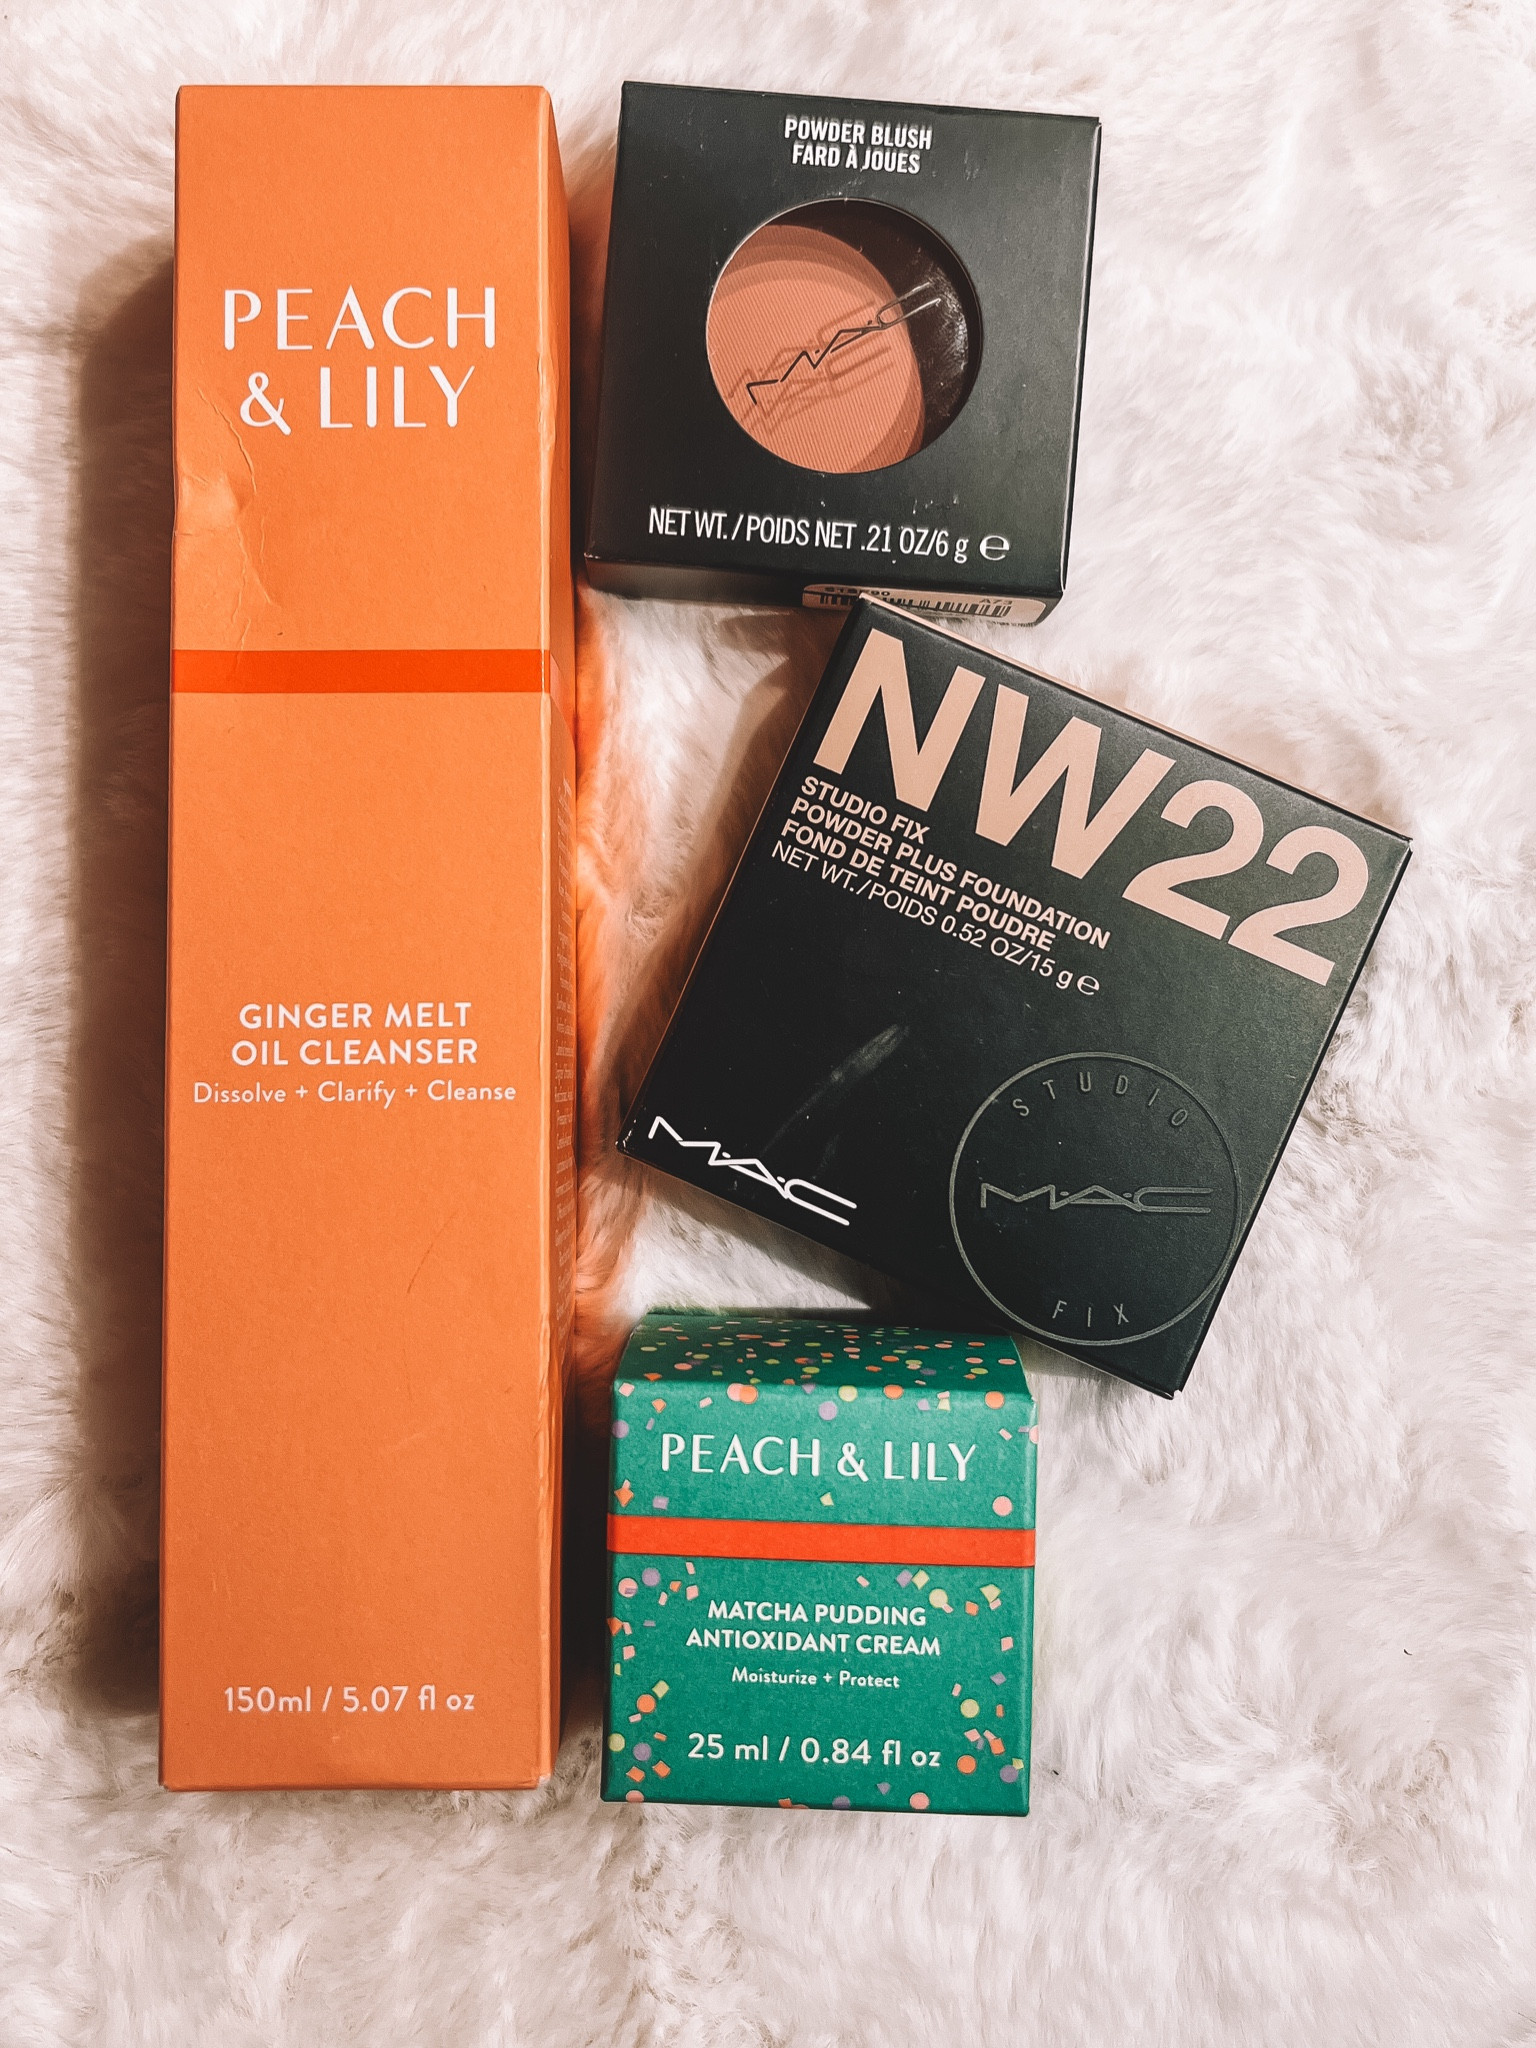 PEACH
& LILY
GINGER MELT
OIL CLEANSER
Dissolve + Clarify + Cleanse
150ml / 5.07 fl oz
POWDER BLUSH
FARD À JOUES
MAC
NET WT. / POIDS NET .21 OZ/6 g ℮
A73
NW22
STUDIO FIX
POWDER PLUS FOUNDATION
FOND DE TEINT POUDRE
NET WT. / POIDS 0.52 OZ/15 g ℮
M·A·C
STUDIO
M·A·C
FIX
PEACH & LILY
MATCHA PUDDING
ANTIOXIDANT CREAM
Moisturize + Protect
25 ml / 0.84 fl oz